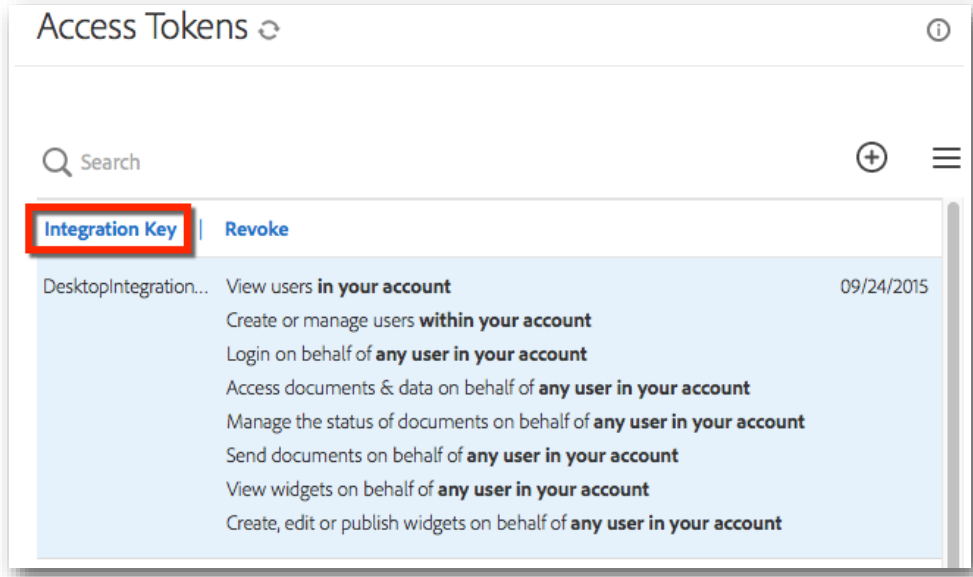 Access Tokens
Search
Integration Key | Revoke
DesktopIntegration... View users in your account 09/24/2015
Create or manage users within your account
Login on behalf of any user in your account
Access documents & data on behalf of any user in your account
Manage the status of documents on behalf of any user in your account
Send documents on behalf of any user in your account
View widgets on behalf of any user in your account
Create, edit or publish widgets on behalf of any user in your account